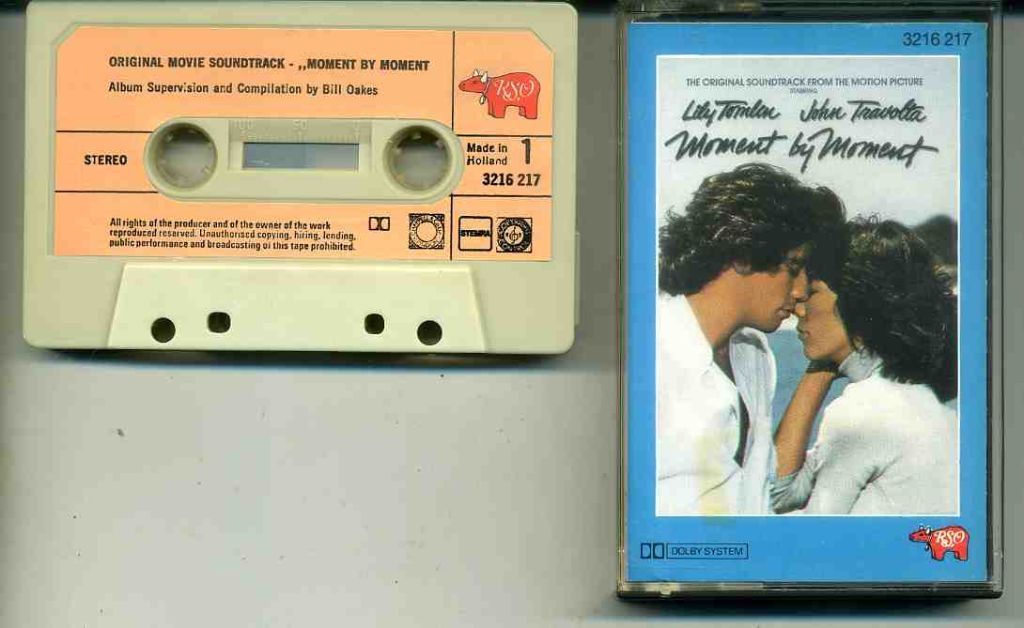 ORIGINAL MOVIE SOUNDTRACK - ,,MOMENT BY MOMENT
Album Supervision and Compilation by Bill Oakes
RSO
STEREO
100 50
Made in
Holland 1
3216 217
All rights of the producer and of the owner of the work
reproduced reserved. Unauthorised copying, hiring, lending,
public performance and broadcasting of this tape prohibited.
STEMRA
3216 217
THE ORIGINAL SOUNDTRACK FROM THE MOTION PICTURE
STARRING
Lily Tomlin John Travolta
Moment by Moment
DOLBY SYSTEM
RSO